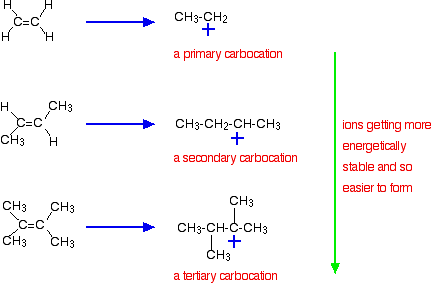 H H
C=C
H H
CH3-CH2
+
a primary carbocation
H CH3
C=C
CH3 H
CH3-CH2-CH-CH3
+
a secondary carbocation
ions getting more
energetically
stable and so
easier to form
CH3 CH3
C=C
CH3 CH3
CH3
CH3-CH-C-CH3
+
CH3
a tertiary carbocation